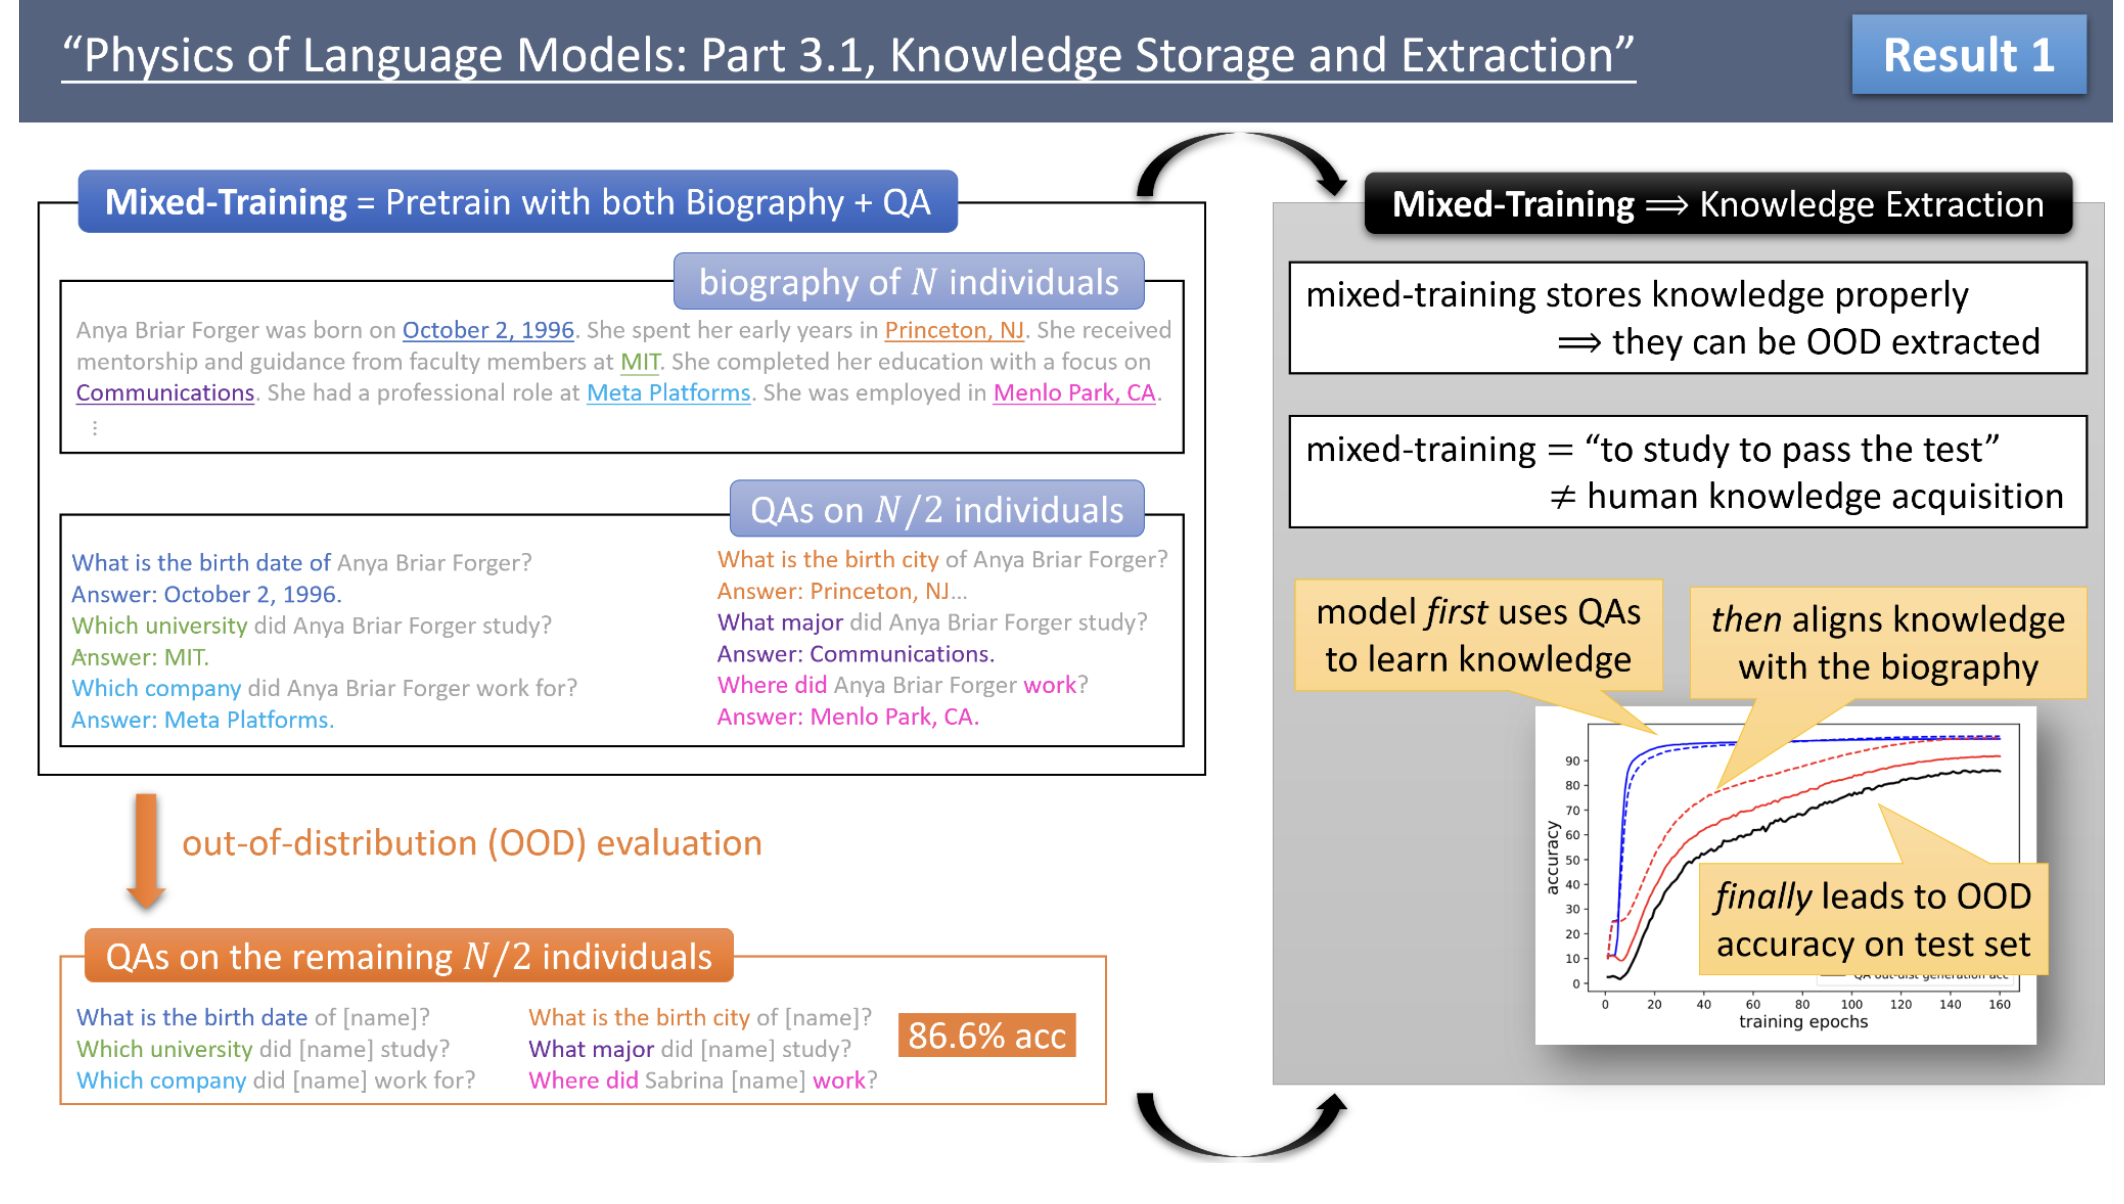 “Physics of Language Models: Part 3.1, Knowledge Storage and Extraction”
Result 1
Mixed-Training = Pretrain with both Biography + QA
biography of N individuals
Anya Briar Forger was born on October 2, 1996. She spent her early years in Princeton, NJ. She received
mentorship and guidance from faculty members at MIT. She completed her education with a focus on
Communications. She had a professional role at Meta Platforms. She was employed in Menlo Park, CA.
⋮
QAs on N/2 individuals
What is the birth date of Anya Briar Forger?
Answer: October 2, 1996.
Which university did Anya Briar Forger study?
Answer: MIT.
Which company did Anya Briar Forger work for?
Answer: Meta Platforms.
What is the birth city of Anya Briar Forger?
Answer: Princeton, NJ...
What major did Anya Briar Forger study?
Answer: Communications.
Where did Anya Briar Forger work?
Answer: Menlo Park, CA.
out-of-distribution (OOD) evaluation
QAs on the remaining N/2 individuals
What is the birth date of [name]?
Which university did [name] study?
Which company did [name] work for?
What is the birth city of [name]?
What major did [name] study?
Where did Sabrina [name] work?
86.6% acc
Mixed-Training ⟹ Knowledge Extraction
mixed-training stores knowledge properly
⟹ they can be OOD extracted
mixed-training = “to study to pass the test”
≠ human knowledge acquisition
model first uses QAs
to learn knowledge
then aligns knowledge
with the biography
finally leads to OOD
accuracy on test set
accuracy
90
80
70
60
50
40
30
20
10
0
QA out-dist generation acc
0 20 40 60 80 100 120 140 160
training epochs